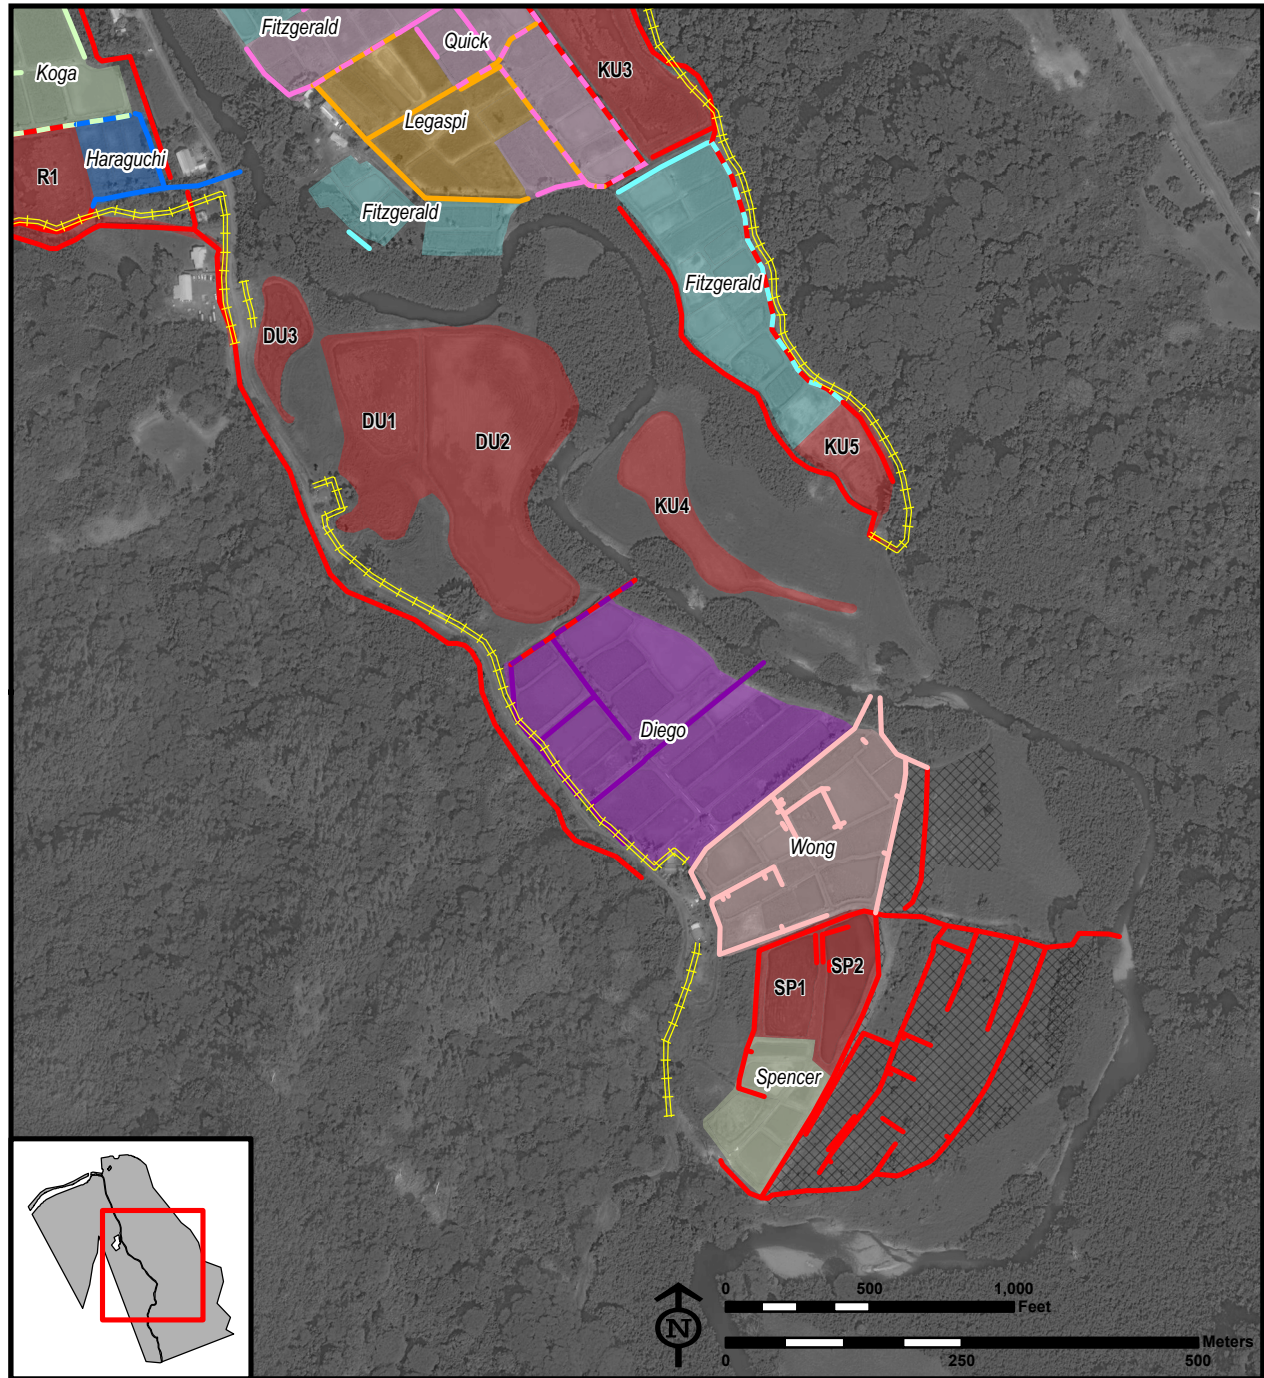 Fitzgerald
Quick
Koga
KU3
Legaspi
Haraguchi
R1
Fitzgerald
Fitzgerald
DU3
DU1
DU2
KU5
KU4
Diego
Wong
SP2
SP1
Spencer
N
0 500 1,000
Feet
Meters
0 250 500